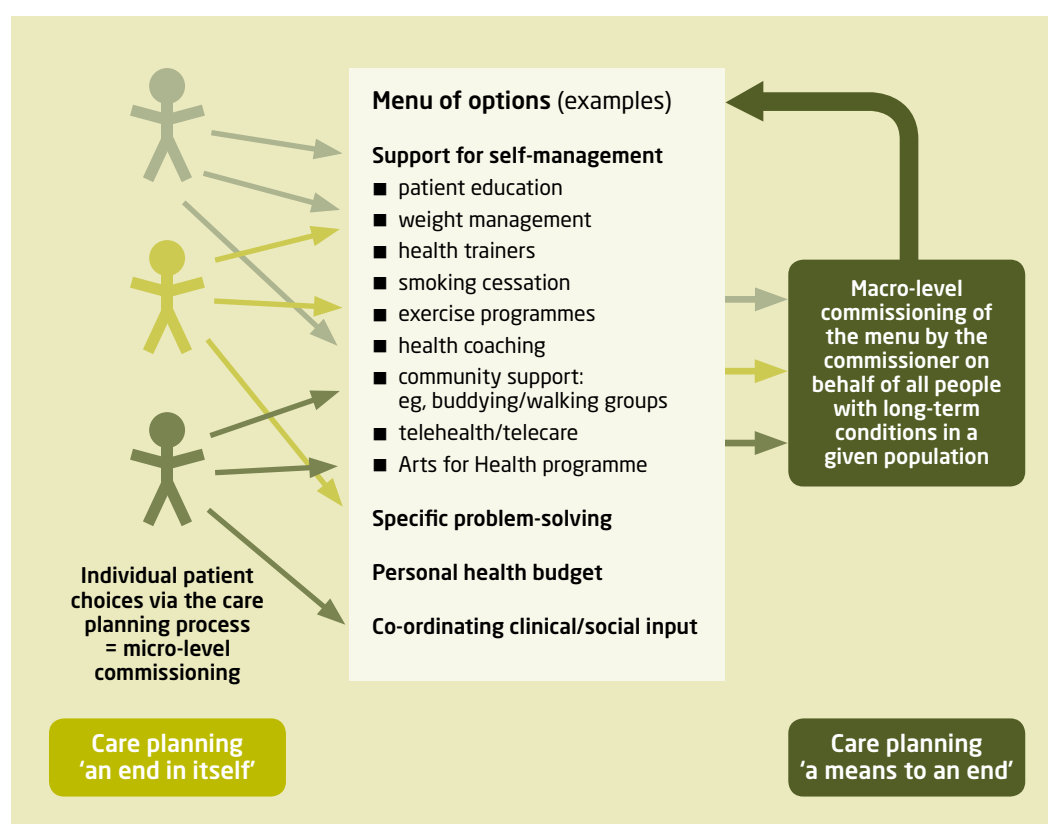 Menu of options (examples)
Support for self-management
■ patient education
■ weight management
■ health trainers
■ smoking cessation
■ exercise programmes
■ health coaching
■ community support:
eg, buddying/walking groups
■ telehealth/telecare
■ Arts for Health programme
Specific problem-solving
Personal health budget
Co-ordinating clinical/social input
Individual patient
choices via the care
planning process
= micro-level
commissioning
Macro-level
commissioning of
the menu by the
commissioner on
behalf of all people
with long-term
conditions in a
given population
Care planning
‘an end in itself’
Care planning
‘a means to an end’